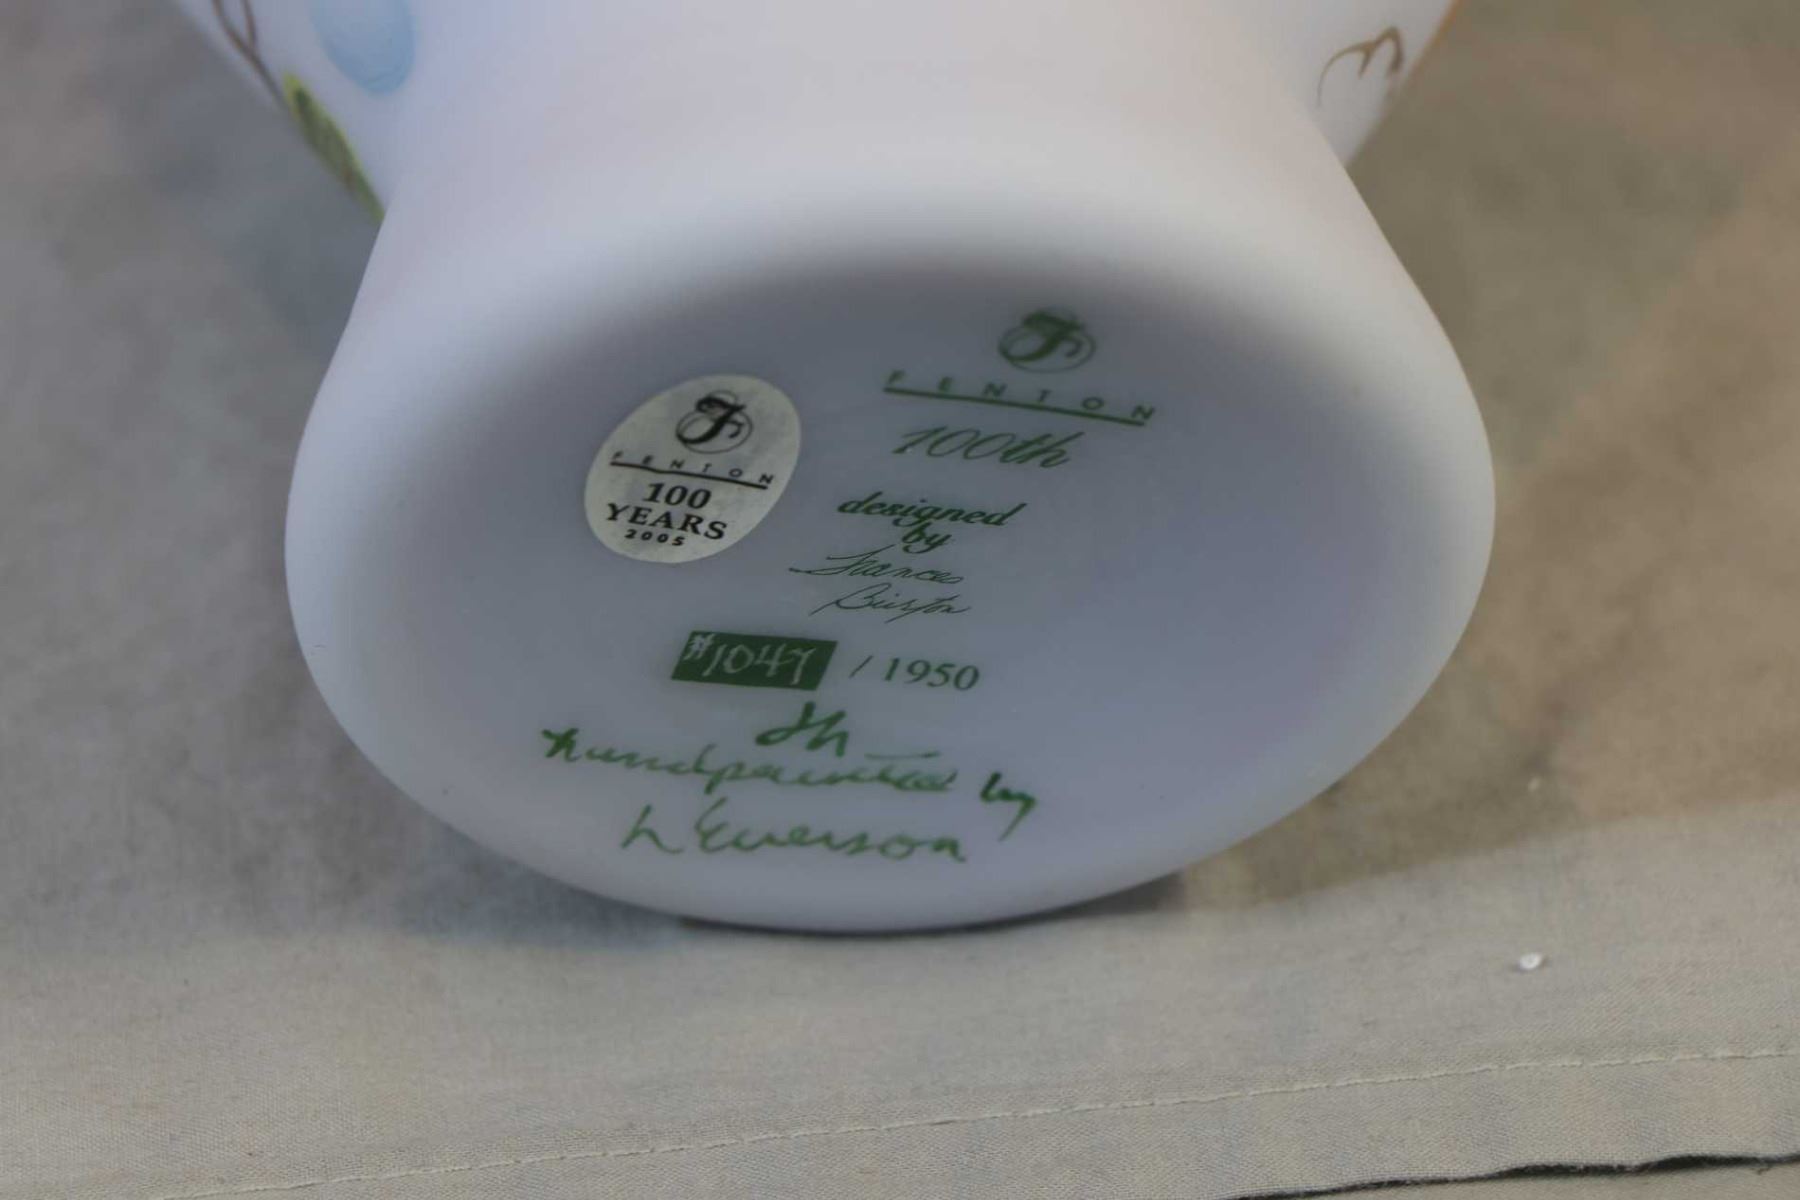 FENTON
100th
FENTON
100
YEARS
2005
designed
by
Frances
Burton
#1047 / 1950
handpainted by
L Everson